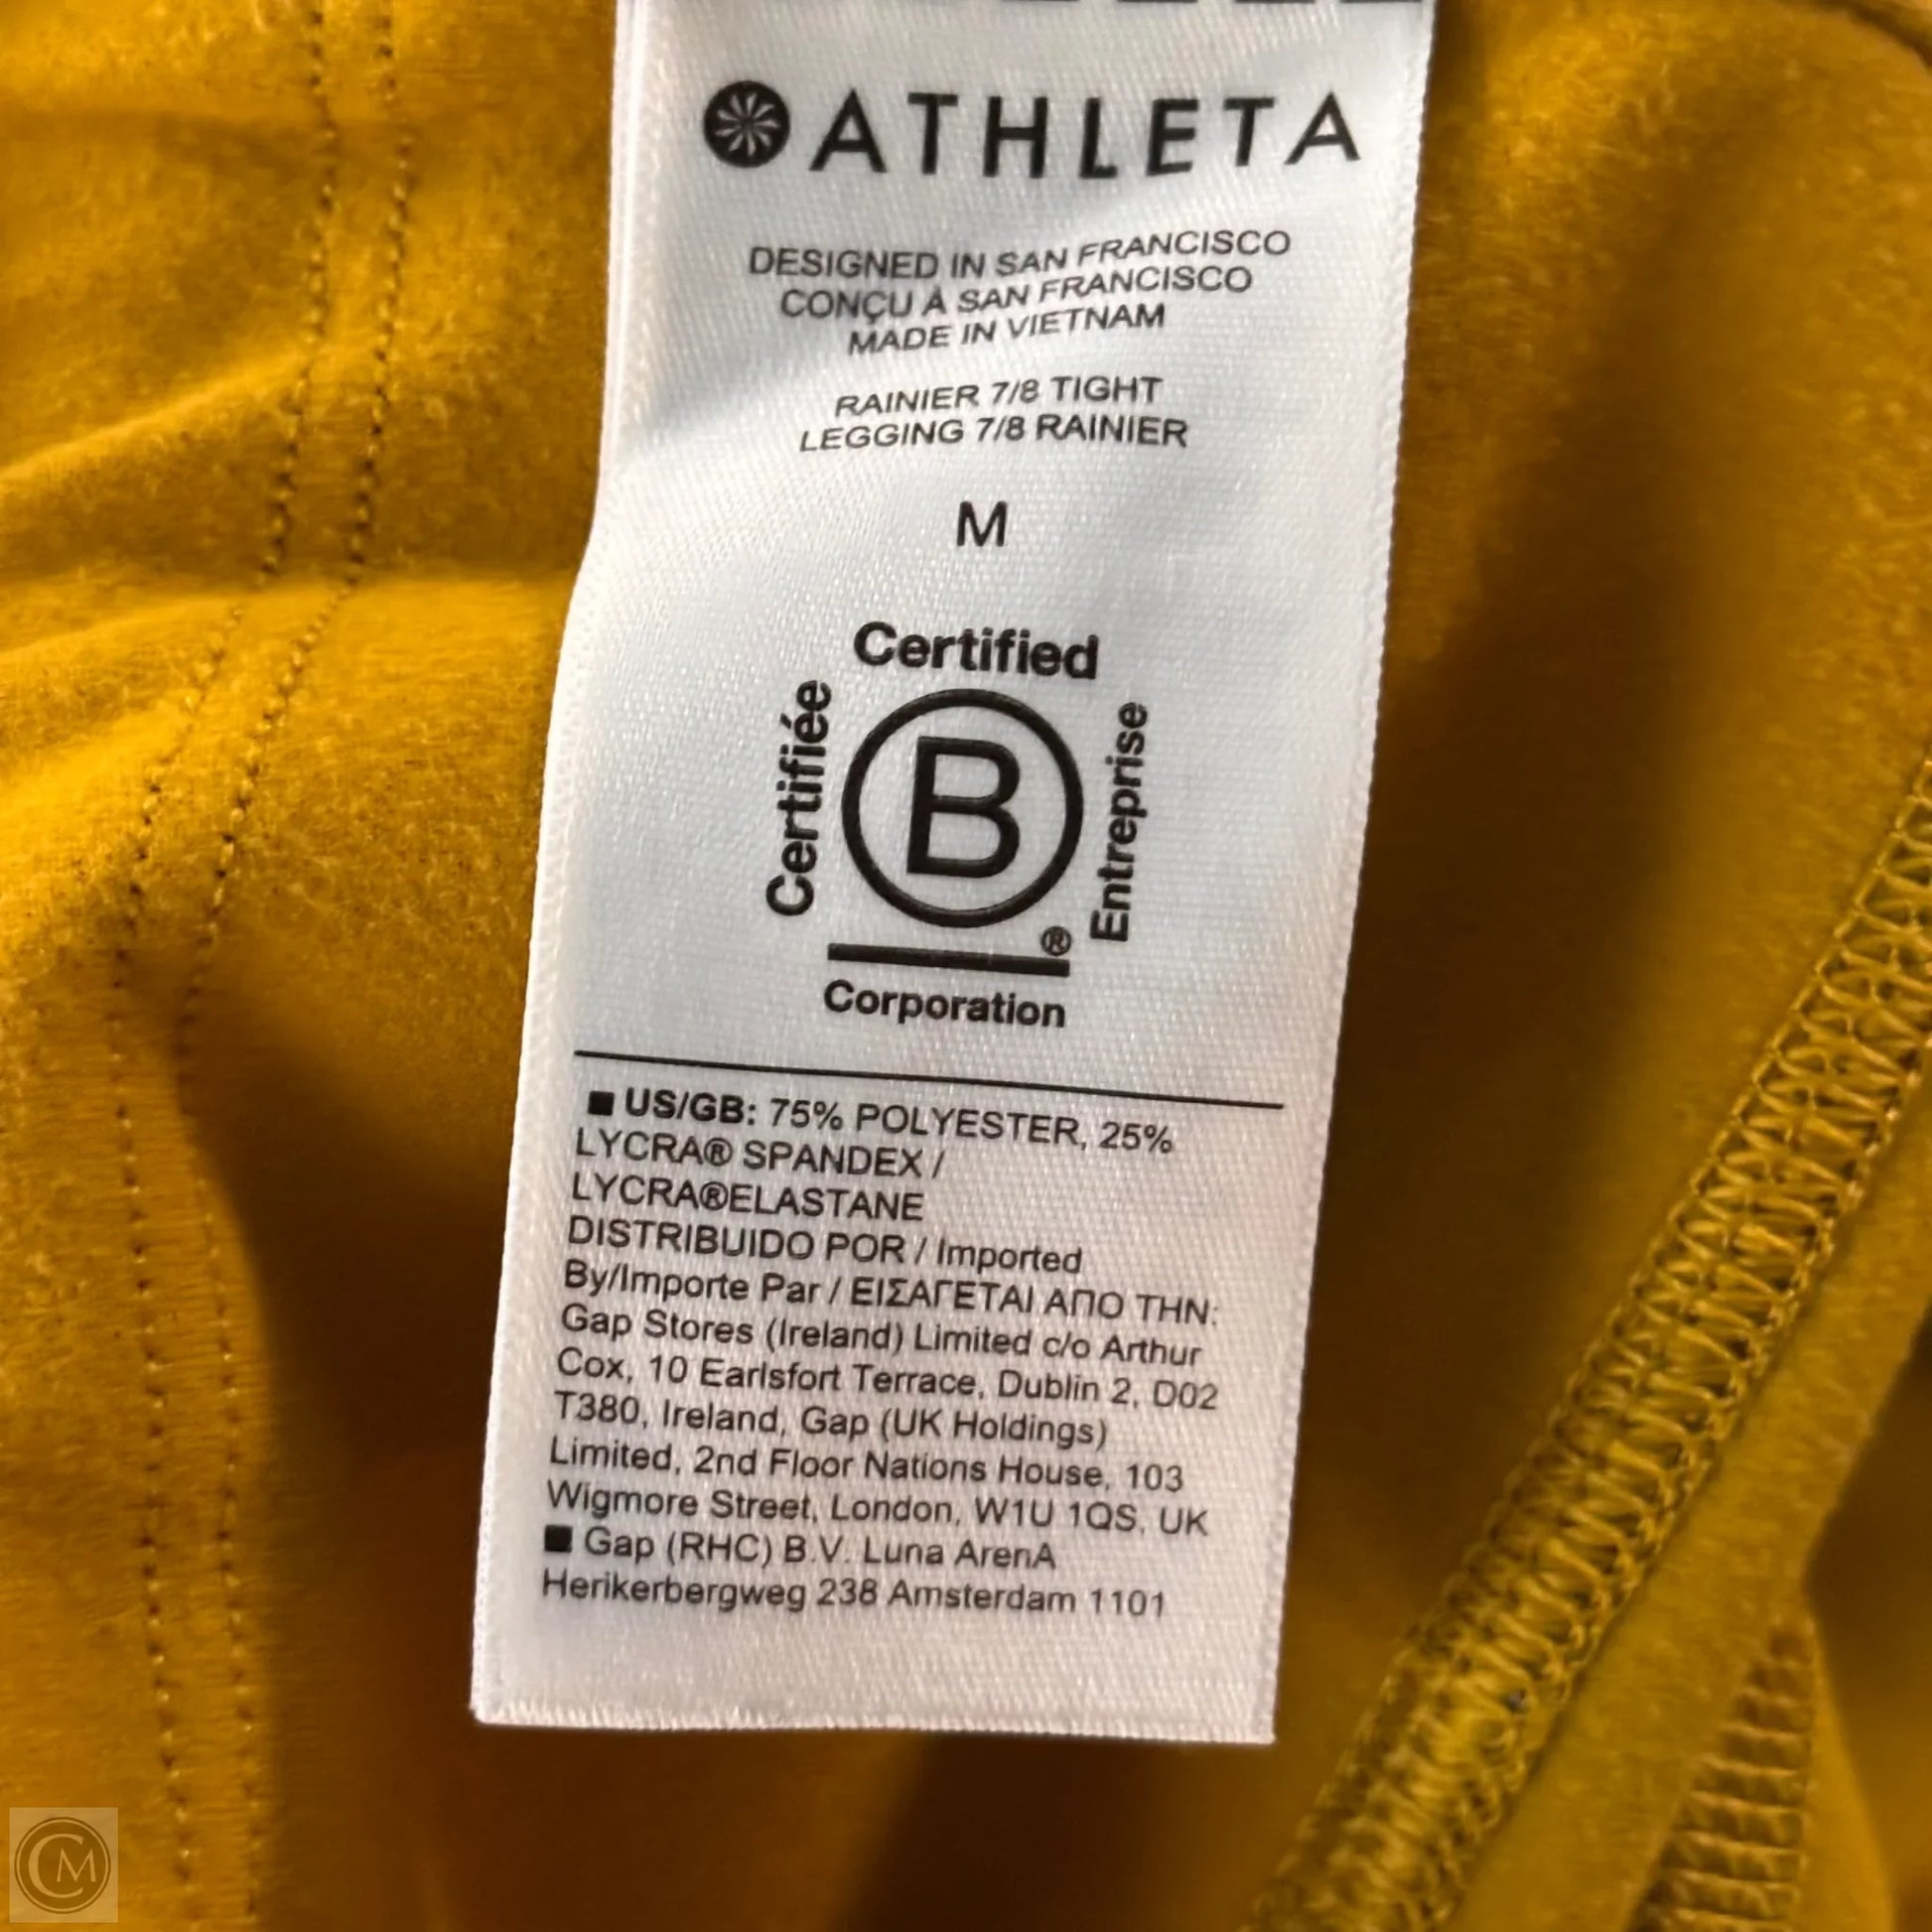 ATHLETA
DESIGNED IN SAN FRANCISCO
CONÇU À SAN FRANCISCO
MADE IN VIETNAM
RAINIER 7/8 TIGHT
LEGGING 7/8 RAINIER
M
Certified
Certifiée
B
Entreprise
®
Corporation
■ US/GB: 75% POLYESTER, 25%
LYCRA® SPANDEX /
LYCRA®ELASTANE
DISTRIBUIDO POR / Imported
By/Importe Par / ΕΙΣΑΓΕΤΑΙ ΑΠΟ ΤΗΝ:
Gap Stores (Ireland) Limited c/o Arthur
Cox, 10 Earlsfort Terrace, Dublin 2, D02
T380, Ireland, Gap (UK Holdings)
Limited, 2nd Floor Nations House, 103
Wigmore Street, London, W1U 1QS, UK
■ Gap (RHC) B.V. Luna ArenA
Herikerbergweg 238 Amsterdam 1101
CM